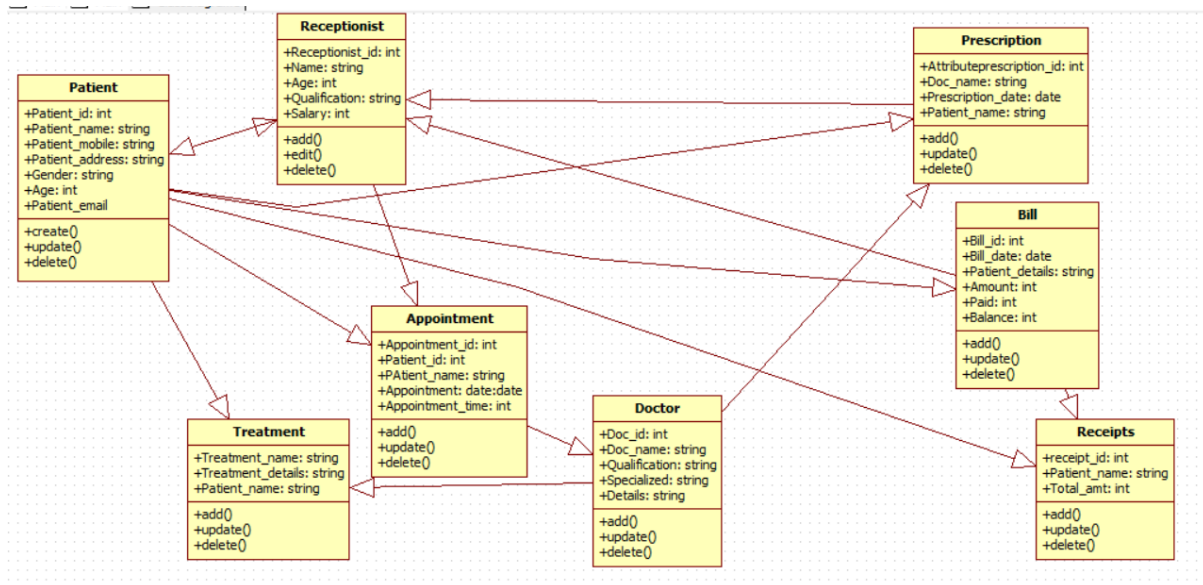 Receptionist
+Receptionist_id: int
+Name: string
+Age: int
+Qualification: string
+Salary: int
+add()
+edit()
+delete()
Prescription
+Attributeprescription_id: int
+Doc_name: string
+Prescription_date: date
+Patient_name: string
+add()
+update()
+delete()
Patient
+Patient_id: int
+Patient_name: string
+Patient_mobile: string
+Patient_address: string
+Gender: string
+Age: int
+Patient_email
+create()
+update()
+delete()
Bill
+Bill_id: int
+Bill_date: date
+Patient_details: string
+Amount: int
+Paid: int
+Balance: int
+add()
+update()
+delete()
Appointment
+Appointment_id: int
+Patient_id: int
+PAtient_name: string
+Appointment: date:date
+Appointment_time: int
+add()
+update()
+delete()
Doctor
+Doc_id: int
+Doc_name: string
+Qualification: string
+Specialized: string
+Details: string
+add()
+update()
+delete()
Treatment
+Treatment_name: string
+Treatment_details: string
+Patient_name: string
+add()
+update()
+delete()
Receipts
+receipt_id: int
+Patient_name: string
+Total_amt: int
+add()
+update()
+delete()